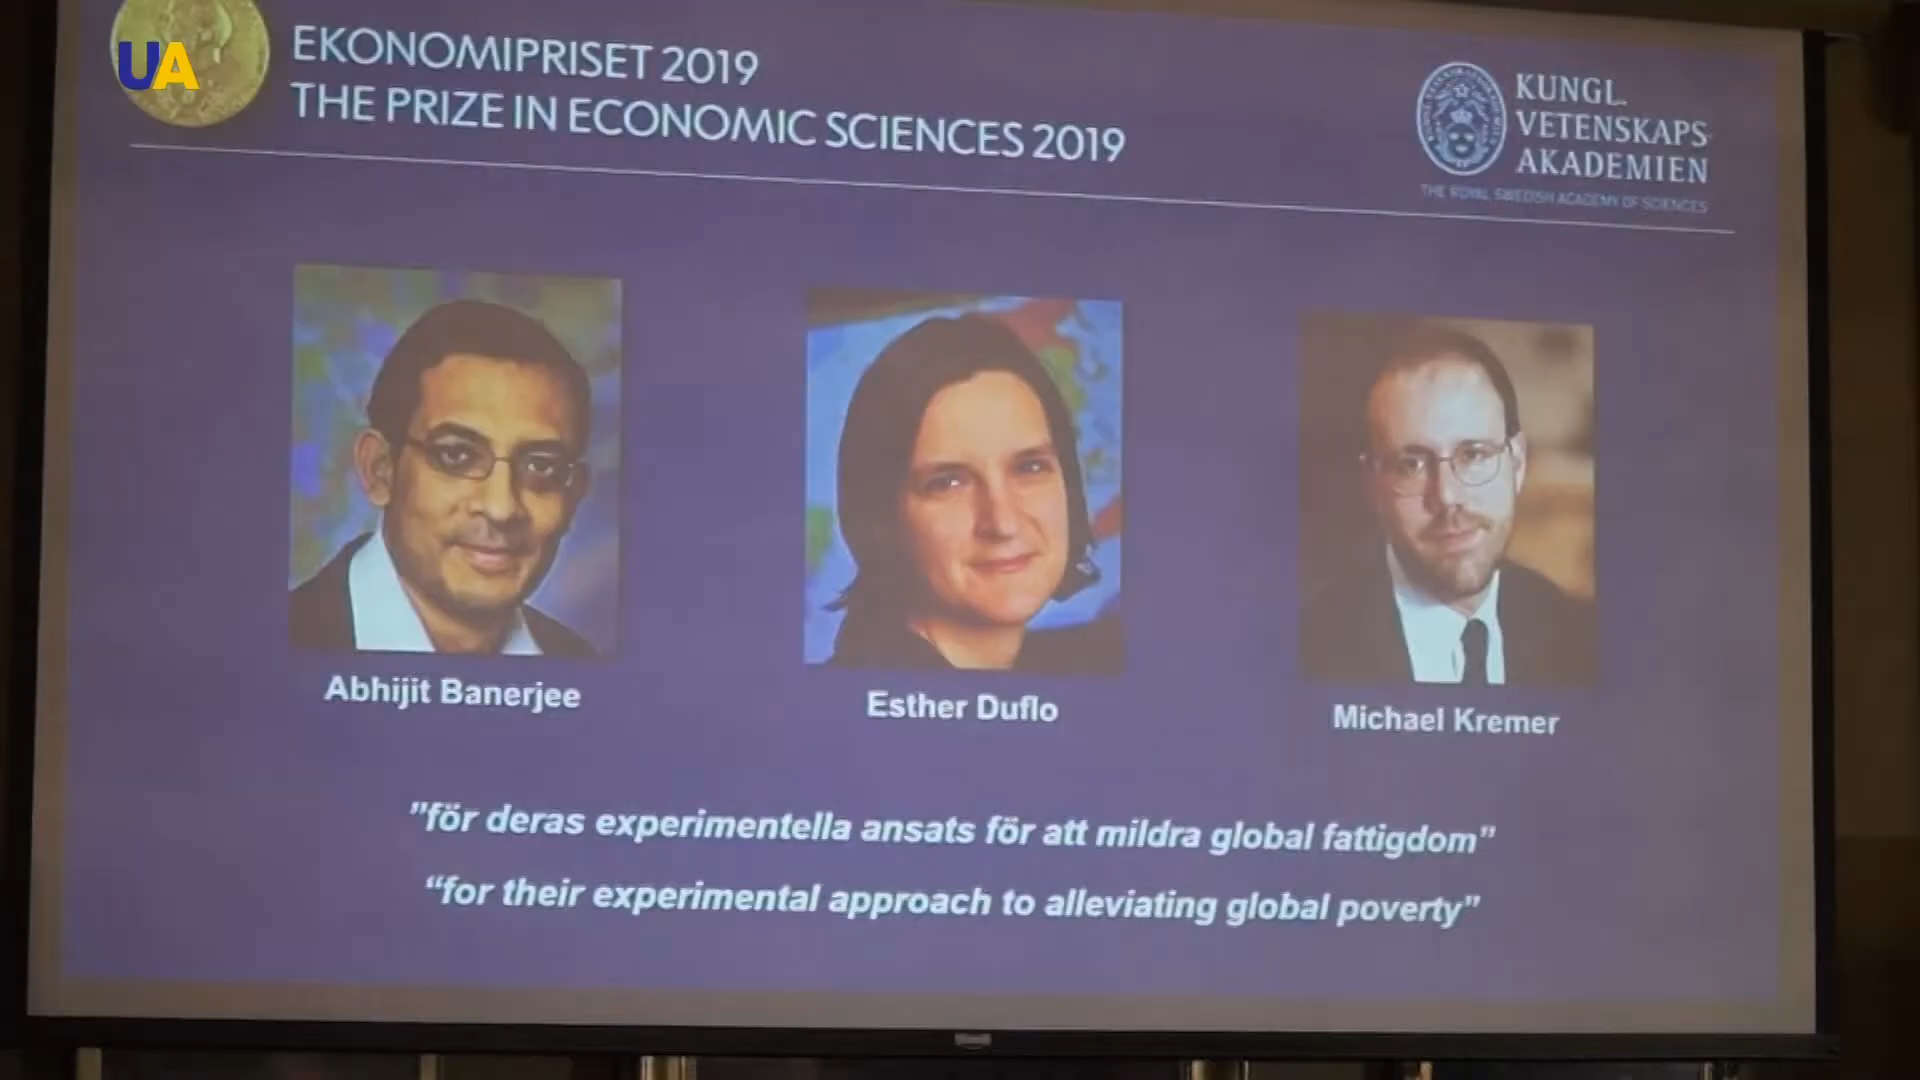 UA
EKONOMIPRISET 2019
THE PRIZE IN ECONOMIC SCIENCES 2019
KUNGL.
VETENSKAPS
AKADEMIEN
THE ROYAL SWEDISH ACADEMY OF SCIENCES
Abhijit Banerjee
Esther Duflo
Michael Kremer
”för deras experimentella ansats för att mildra global fattigdom”
“for their experimental approach to alleviating global poverty”